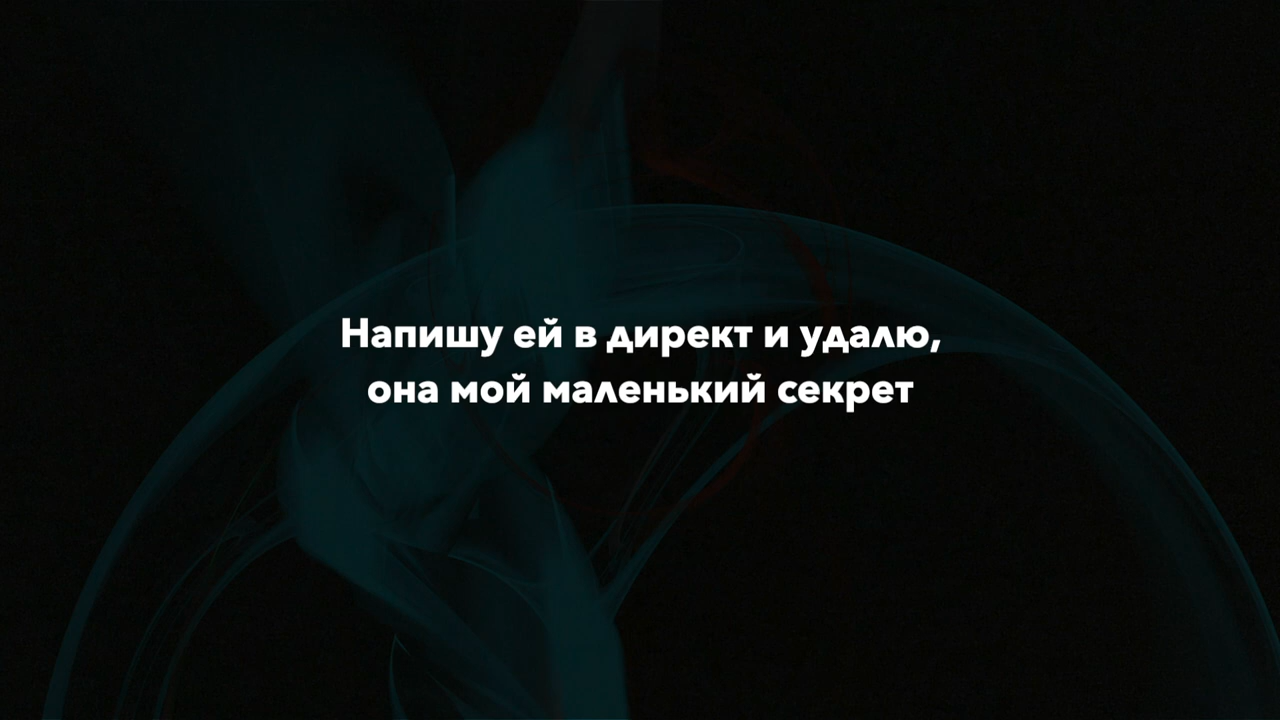 Напишу ей в директ и удалю,
она мой маленький секрет